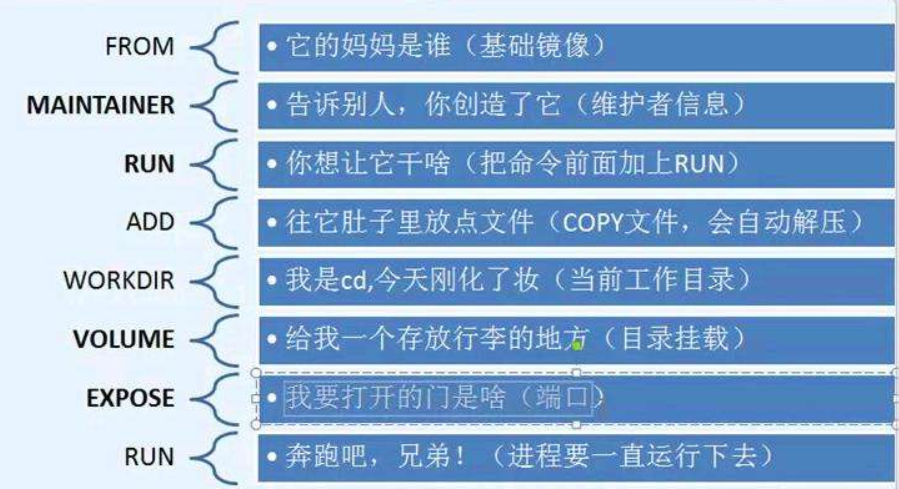 FROM • 它的妈妈是谁（基础镜像）
MAINTAINER • 告诉别人，你创造了它（维护者信息）
RUN • 你想让它干啥（把命令前面加上RUN）
ADD • 往它肚子里放点文件（COPY文件，会自动解压）
WORKDIR • 我是cd,今天刚化了妆（当前工作目录）
VOLUME • 给我一个存放行李的地方（目录挂载）
EXPOSE • 我要打开的门是啥（端口）
RUN • 奔跑吧，兄弟！（进程要一直运行下去）